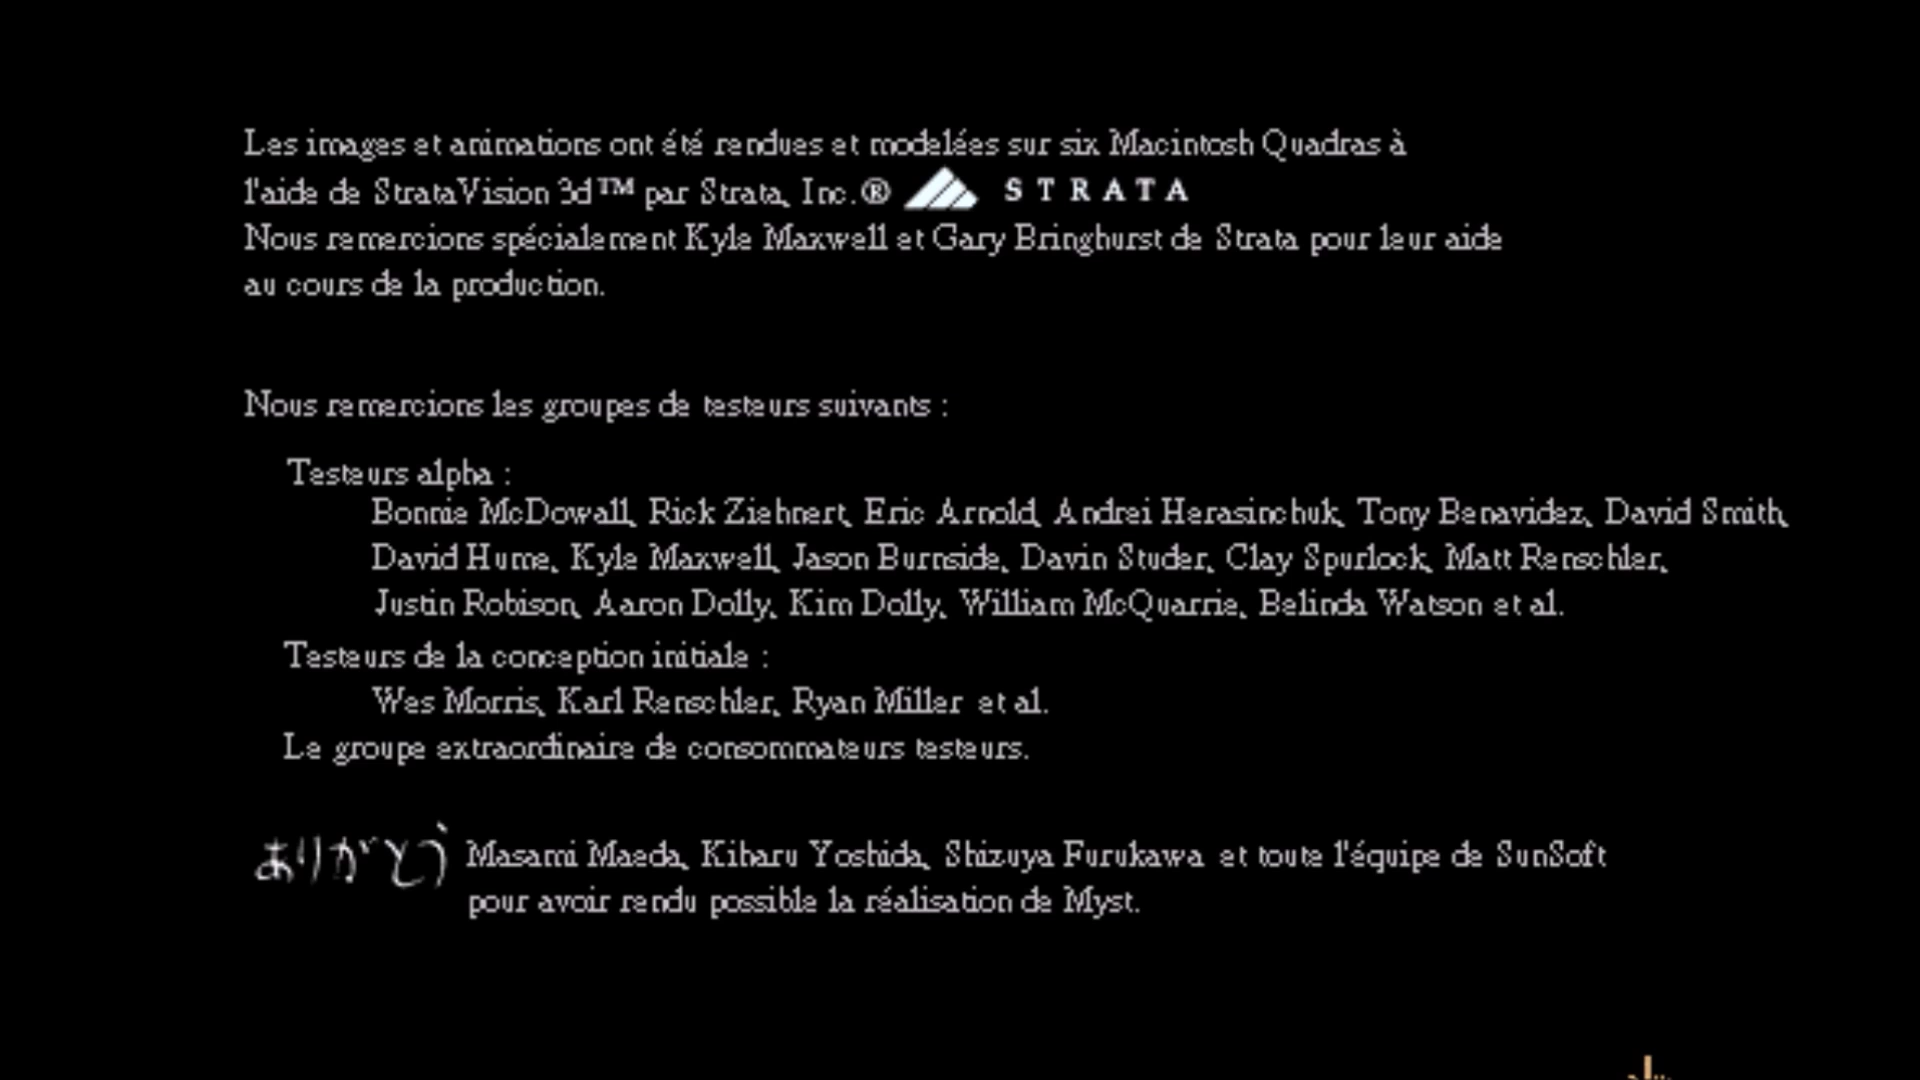 Les images et animations ont été rendues et modelées sur six Macintosh Quadras à
l'aide de StrataVision 3d™ par Strata, Inc.® STRATA
Nous remercions spécialement Kyle Maxwell et Gary Bringhurst de Strata pour leur aide
au cours de la production.
Nous remercions les groupes de testeurs suivants :
Testeurs alpha :
Bonnie McDowall, Rick Ziehnert, Eric Arnold, Andrei Herasinchuk, Tony Benavidez, David Smith,
David Hume, Kyle Maxwell, Jason Burnside, Davin Studer, Clay Spurlock, Matt Renschler,
Justin Robison, Aaron Dolly, Kim Dolly, William McQuarrie, Belinda Watson et al.
Testeurs de la conception initiale :
Wes Morris, Karl Renschler, Ryan Miller et al.
Le groupe extraordinaire de consommateurs testeurs.
ありがとう Masami Maeda, Kiharu Yoshida, Shizuya Furukawa et toute l'équipe de SunSoft
pour avoir rendu possible la réalisation de Myst.